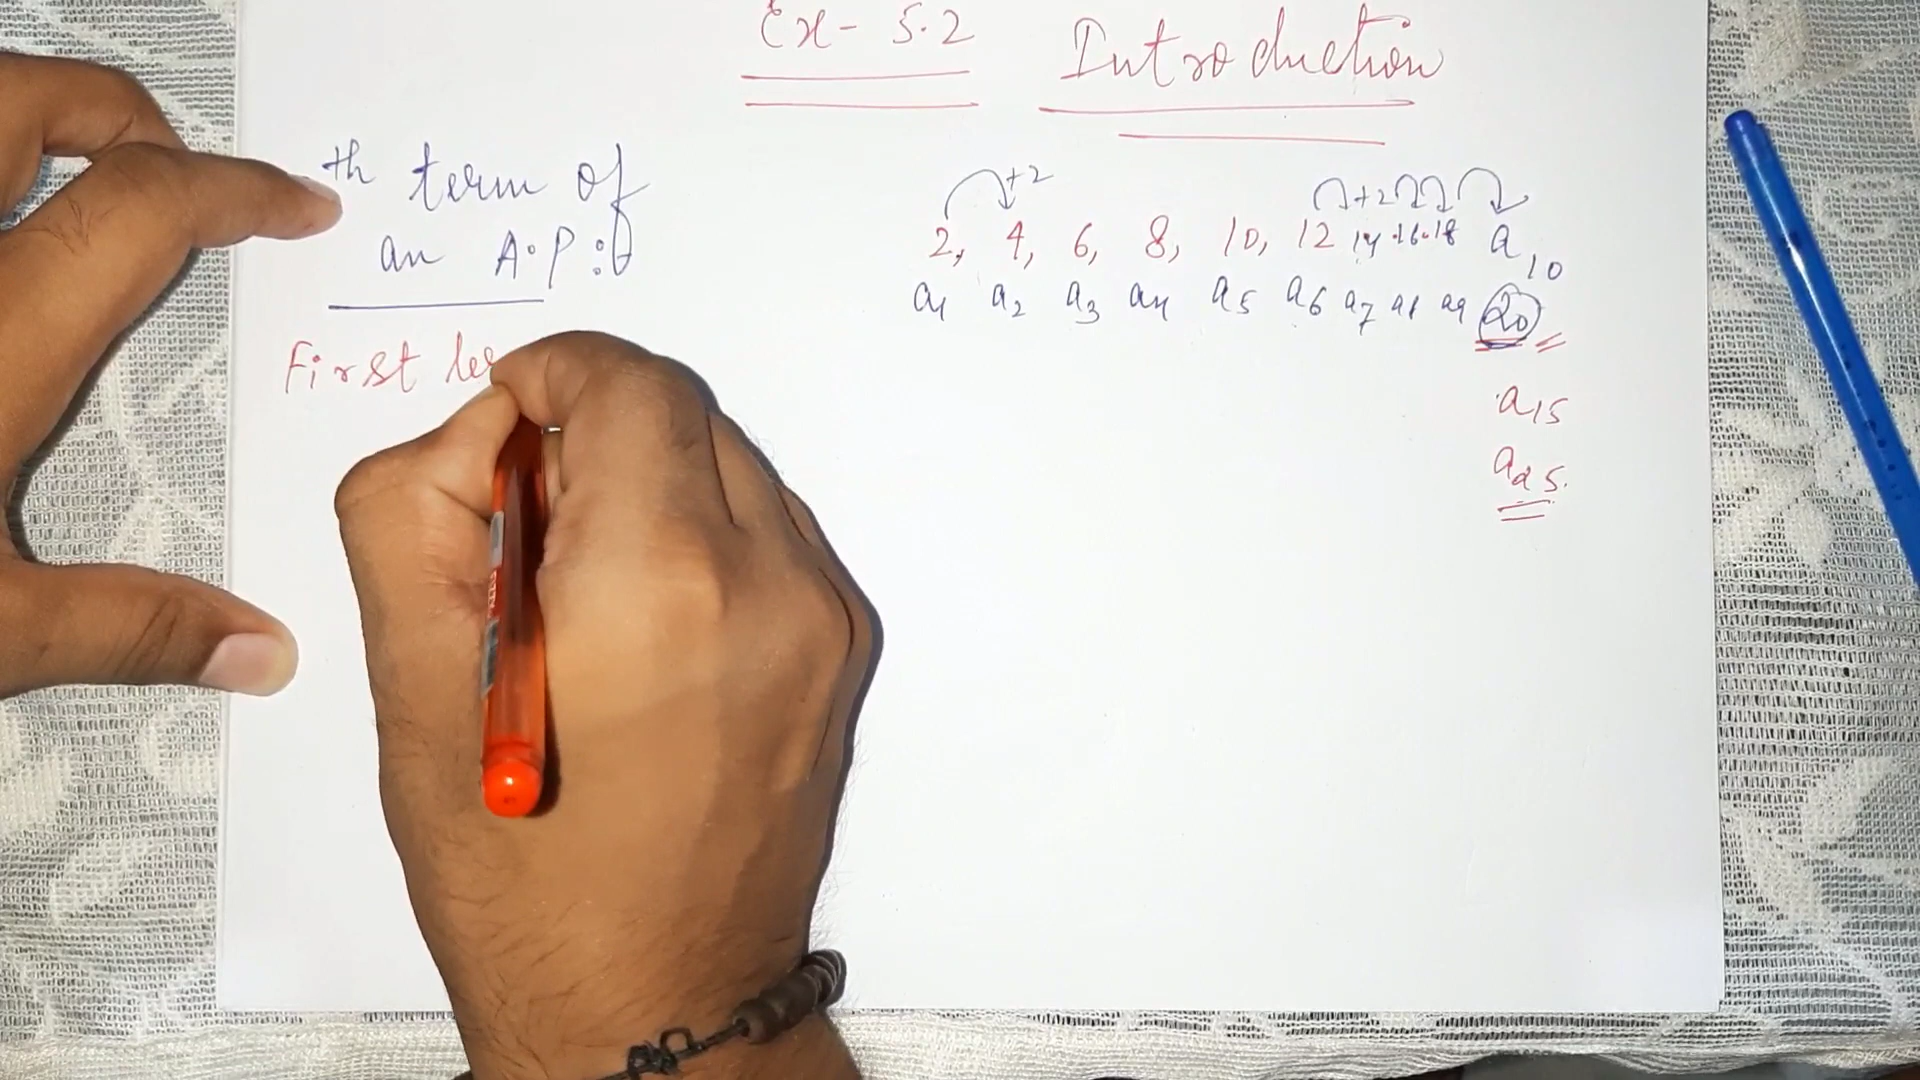 Ex- 5.2 Introduction
th term of
an A.P:
First
+2 +2
2, 4, 6, 8, 10, 12 14 .16.18 a10
a1 a2 a3 a4 a5 a6 a7 a8 a9 20
a15
a25.